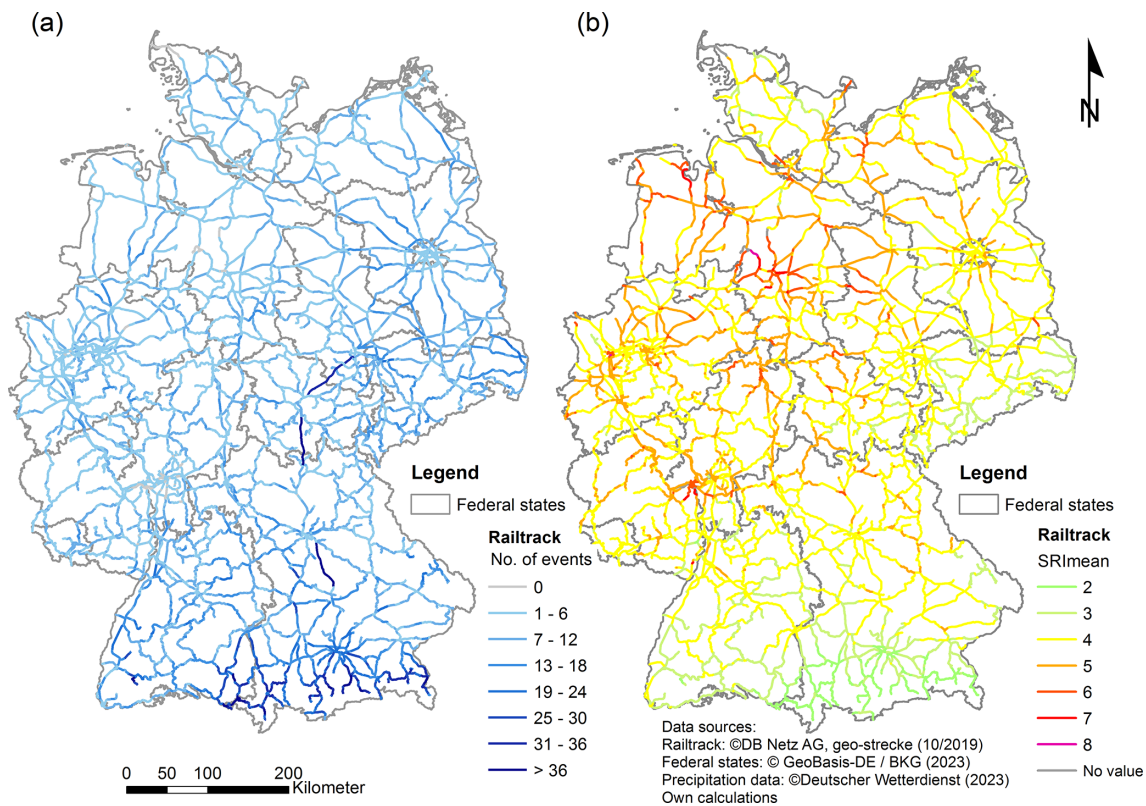 (a)
(b)
N
Legend
Federal states
Railtrack
No. of events
0
1 - 6
7 - 12
13 - 18
19 - 24
25 - 30
31 - 36
> 36
0 50 100 200
Kilometer
Legend
Federal states
Railtrack
SRImean
2
3
4
5
6
7
8
No value
Data sources:
Railtrack: ©DB Netz AG, geo-strecke (10/2019)
Federal states: © GeoBasis-DE / BKG (2023)
Precipitation data: ©Deutscher Wetterdienst (2023)
Own calculations